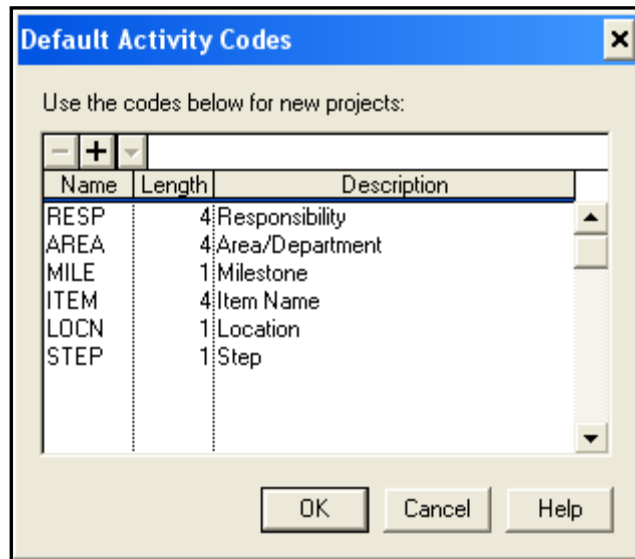 Default Activity Codes
Use the codes below for new projects:
Name Length Description
RESP 4 Responsibility
AREA 4 Area/Department
MILE 1 Milestone
ITEM 4 Item Name
LOCN 1 Location
STEP 1 Step
OK Cancel Help